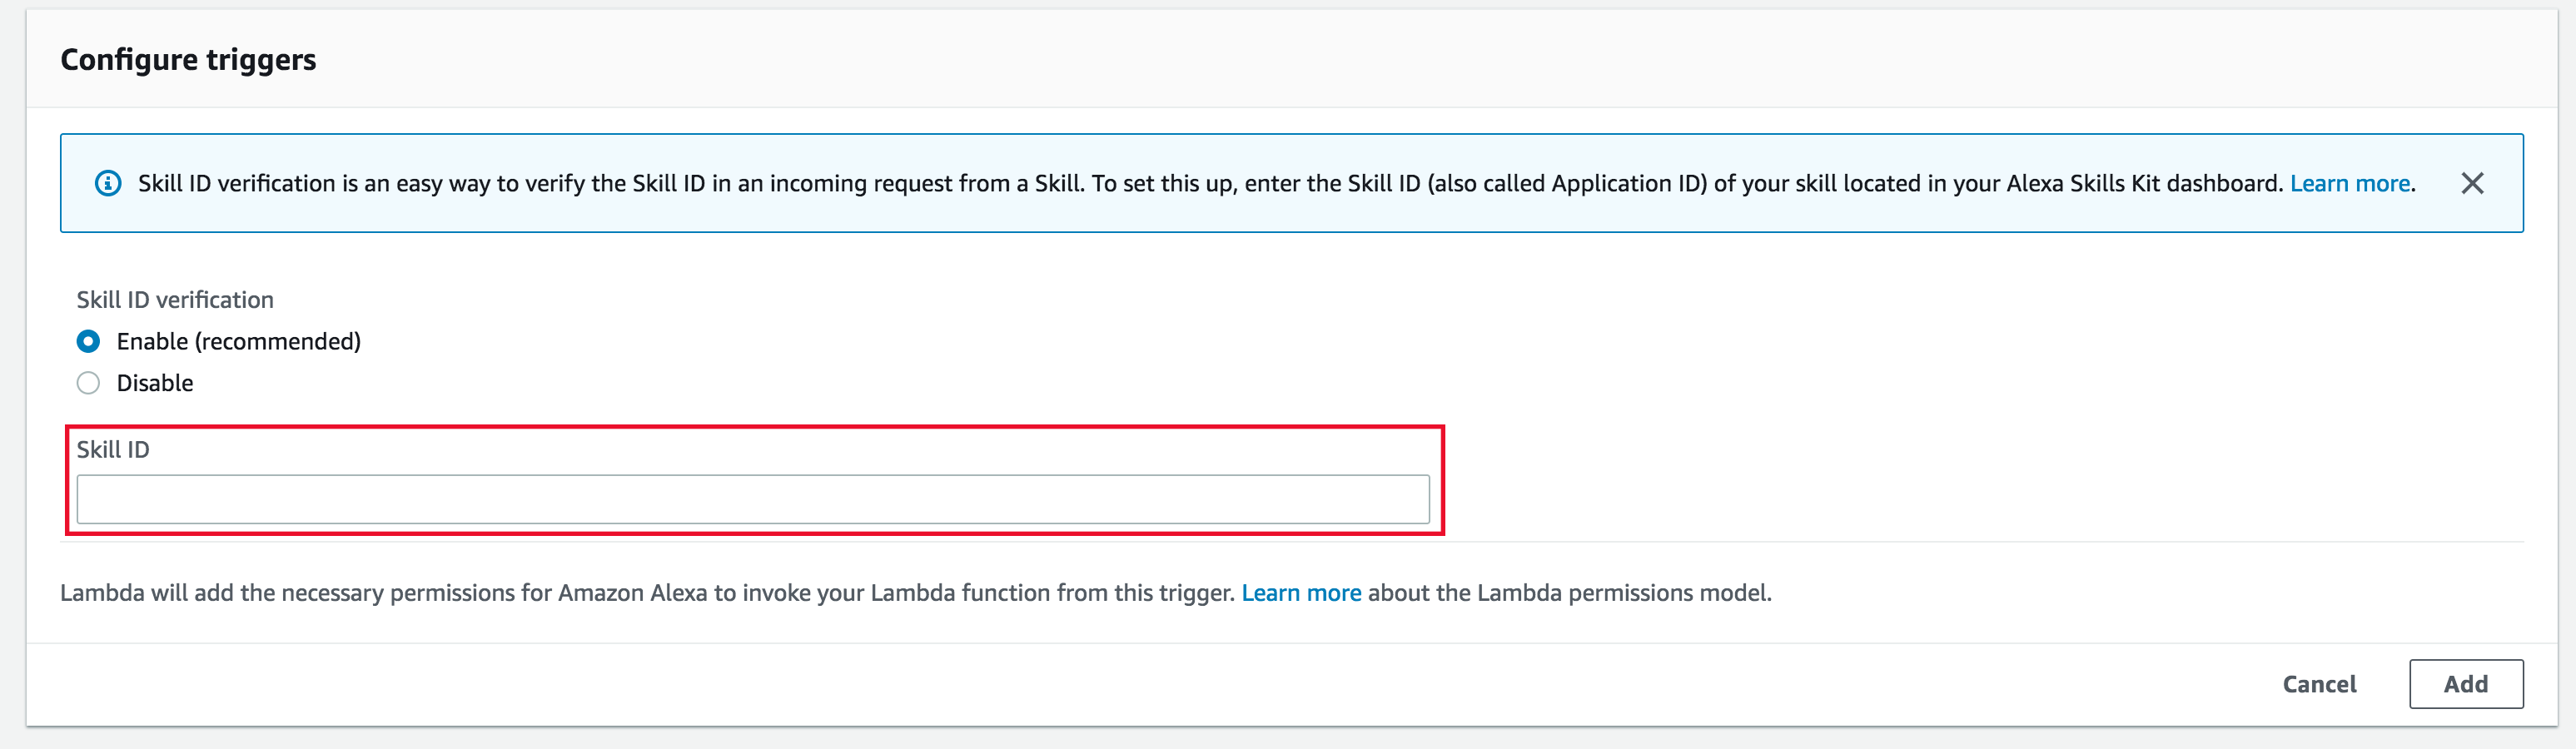 Configure triggers
Skill ID verification is an easy way to verify the Skill ID in an incoming request from a Skill. To set this up, enter the Skill ID (also called Application ID) of your skill located in your Alexa Skills Kit dashboard. Learn more.
Skill ID verification
Enable (recommended)
Disable
Skill ID
Lambda will add the necessary permissions for Amazon Alexa to invoke your Lambda function from this trigger. Learn more about the Lambda permissions model.
Cancel
Add